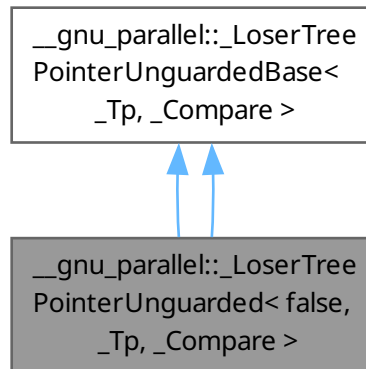 __gnu_parallel::_LoserTree
PointerUnguardedBase<
_Tp, _Compare >
__gnu_parallel::_LoserTree
PointerUnguarded< false,
_Tp, _Compare >